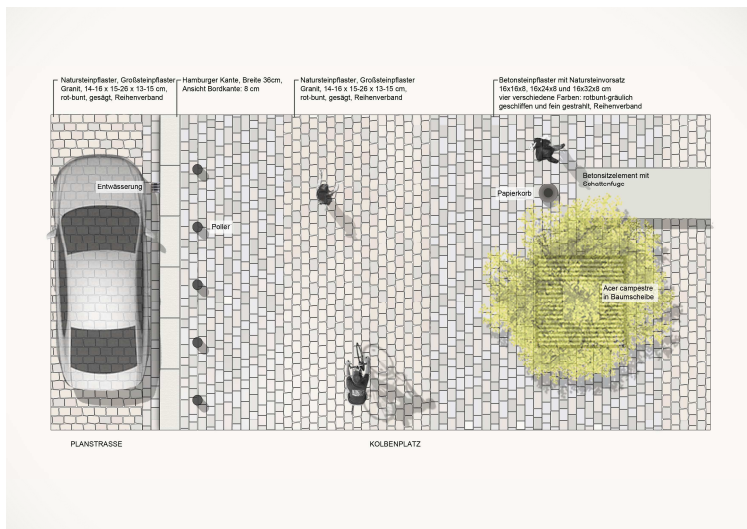 Natursteinpflaster, Großsteinpflaster
Granit, 14-16 x 15-26 x 13-15 cm,
rot-bunt, gesägt, Reihenverband
Hamburger Kante, Breite 36cm,
Ansicht Bordkante: 8 cm
Natursteinpflaster, Großsteinpflaster
Granit, 14-16 x 15-26 x 13-15 cm,
rot-bunt, gesägt, Reihenverband
Betonsteinpflaster mit Natursteinvorsatz
16x16x8, 16x24x8 und 16x32x8 cm
vier verschiedene Farben: rotbunt-gräulich
geschliffen und fein gestrahlt, Reihenverband
Entwässerung
Poller
Papierkorb
Betonsitzelement mit
Schattenfuge
Acer campestre
in Baumscheibe
PLANSTRASSE
KOLBENPLATZ